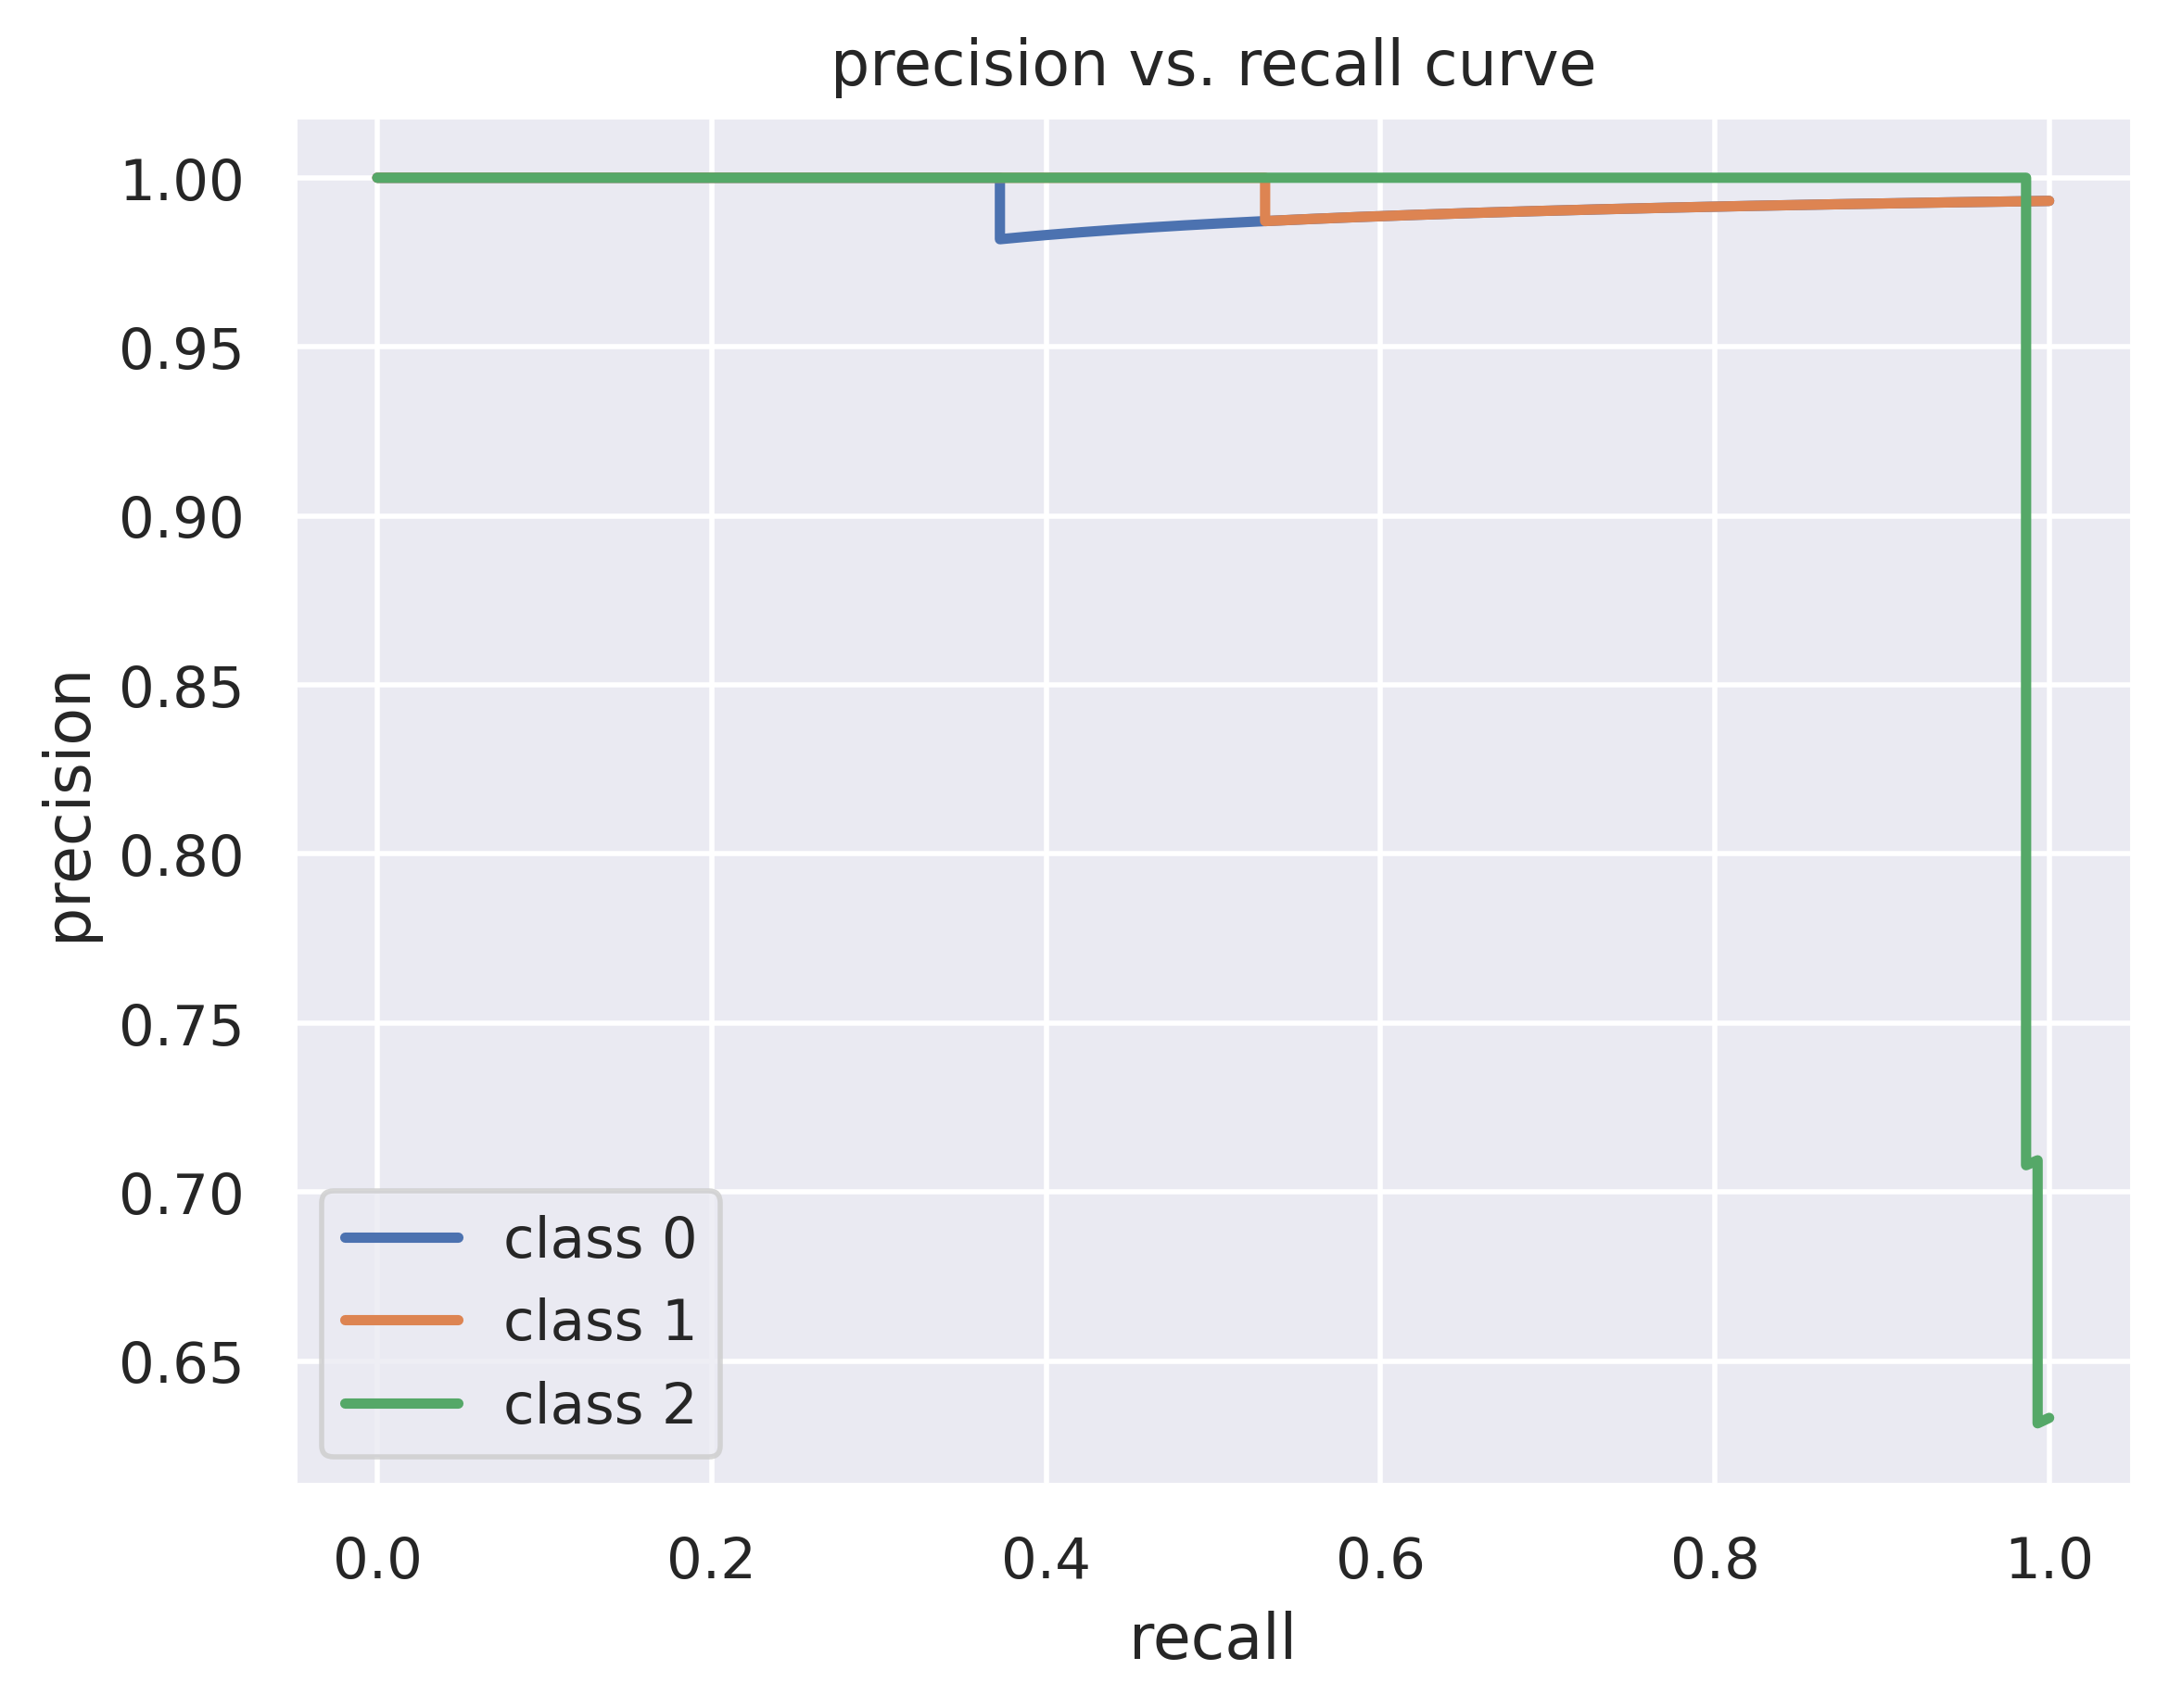 precision vs. recall curve
precision
1.00
0.95
0.90
0.85
0.80
0.75
0.70
0.65
class 0
class 1
class 2
0.0 0.2 0.4 0.6 0.8 1.0
recall